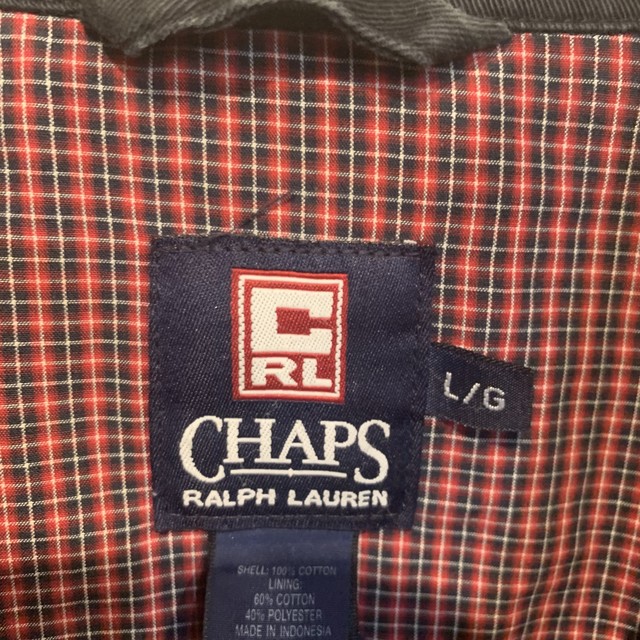 C
RL
CHAPS
RALPH LAUREN
L/G
SHELL: 100% COTTON
LINING:
60% COTTON
40% POLYESTER
MADE IN INDONESIA